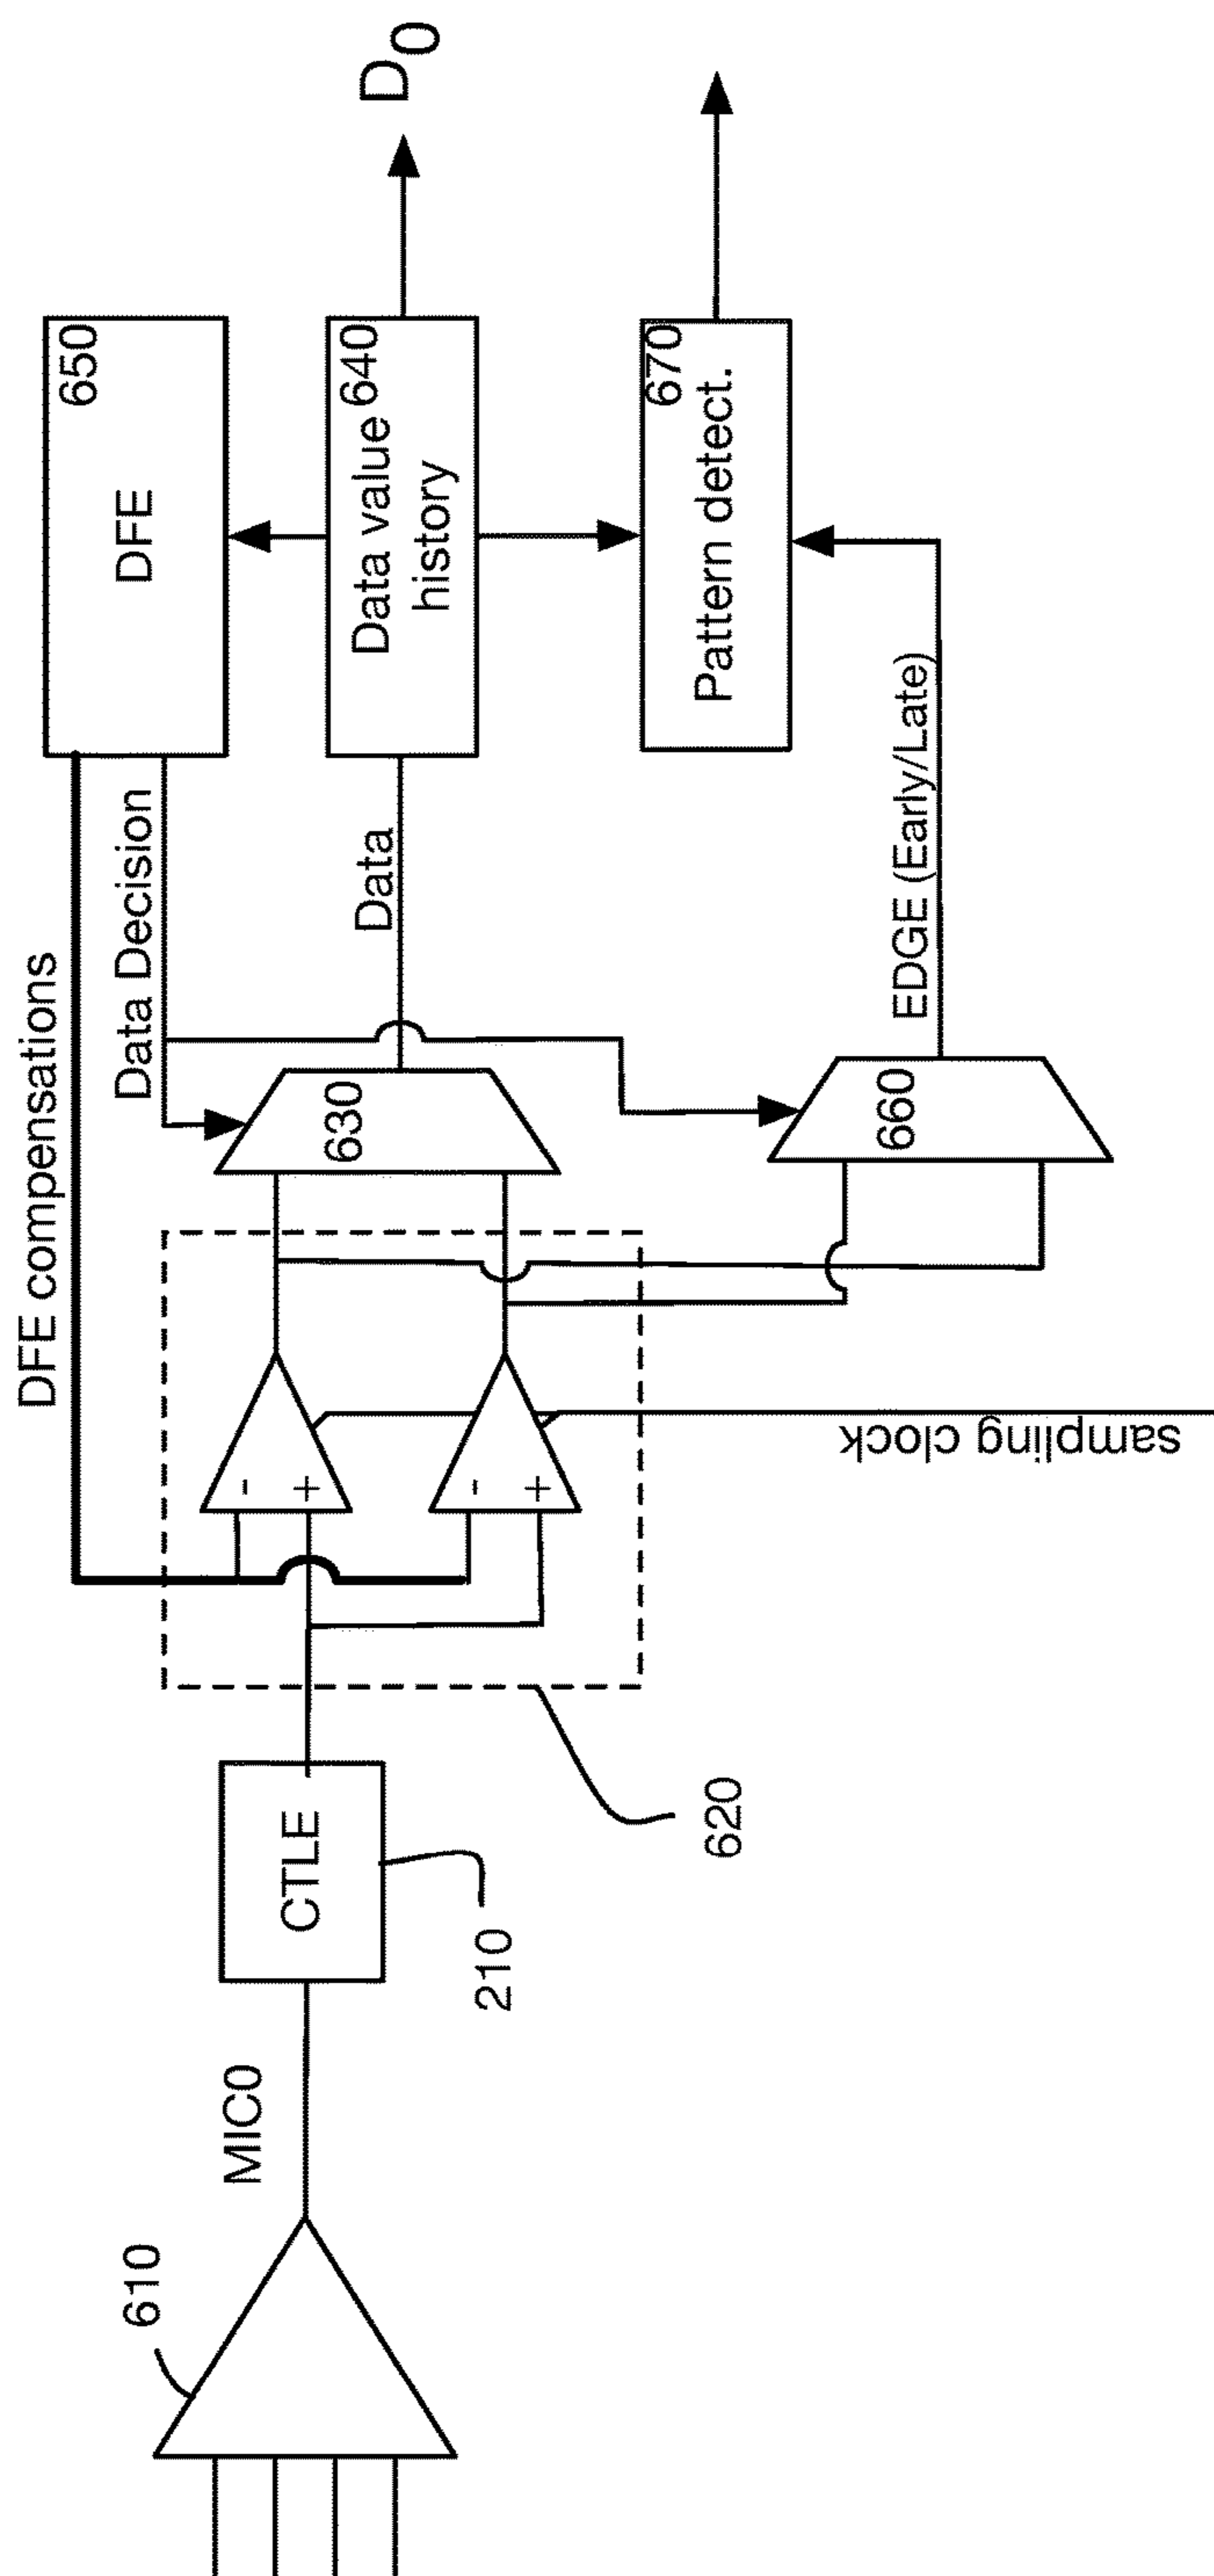 610
MIC0
CTLE
210
620
DFE compensations
Data Decision
-
+
-
+
sampling clock
630
Data
660
EDGE (Early/Late)
650
DFE
640
Data value
history
670
Pattern detect.
D0